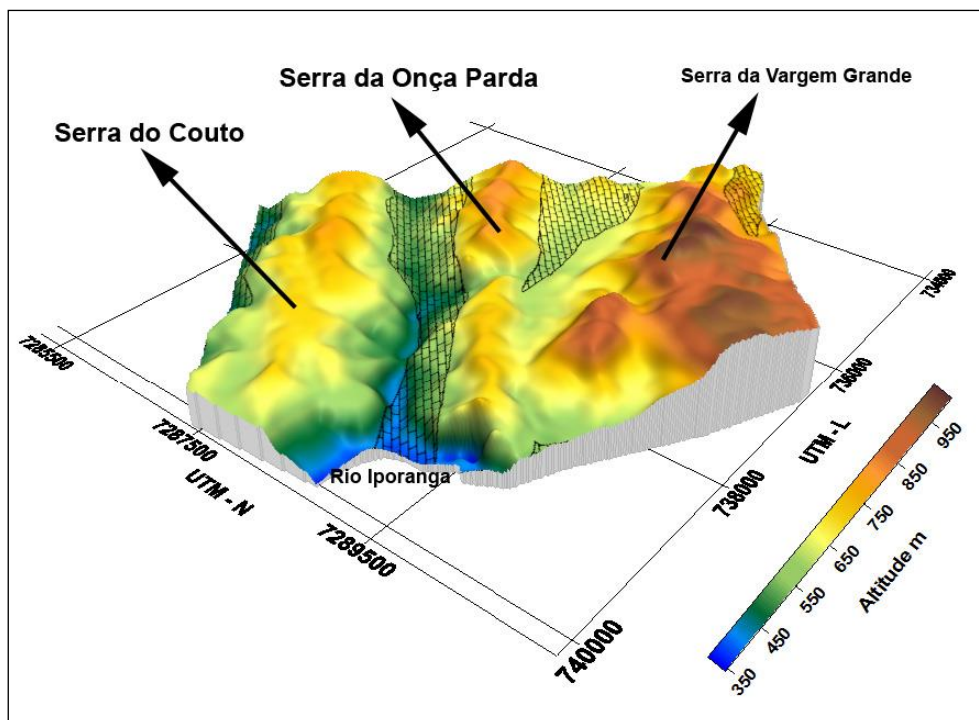 Serra da Onça Parda
Serra da Vargem Grande
Serra do Couto
7285500
7287500
UTM - N
Rio Iporanga
7289500
740000
738000
UTM - L
736000
950
850
750
650
550
450
350
Altitude m